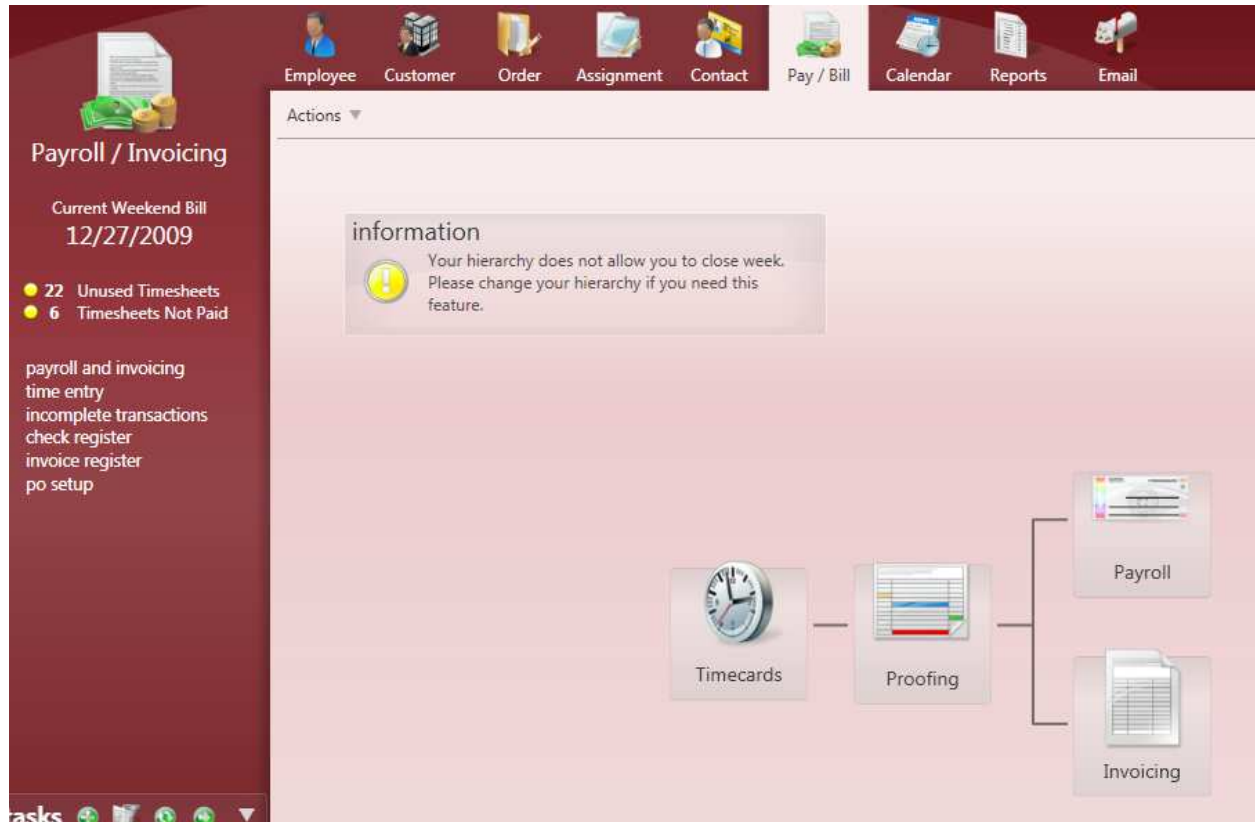 Employee Customer Order Assignment Contact Pay / Bill Calendar Reports Email
Actions
Payroll / Invoicing
Current Weekend Bill
12/27/2009
22 Unused Timesheets
6 Timesheets Not Paid
payroll and invoicing
time entry
incomplete transactions
check register
invoice register
po setup
tasks
information
Your hierarchy does not allow you to close week.
Please change your hierarchy if you need this
feature.
Timecards
Proofing
Payroll
Invoicing